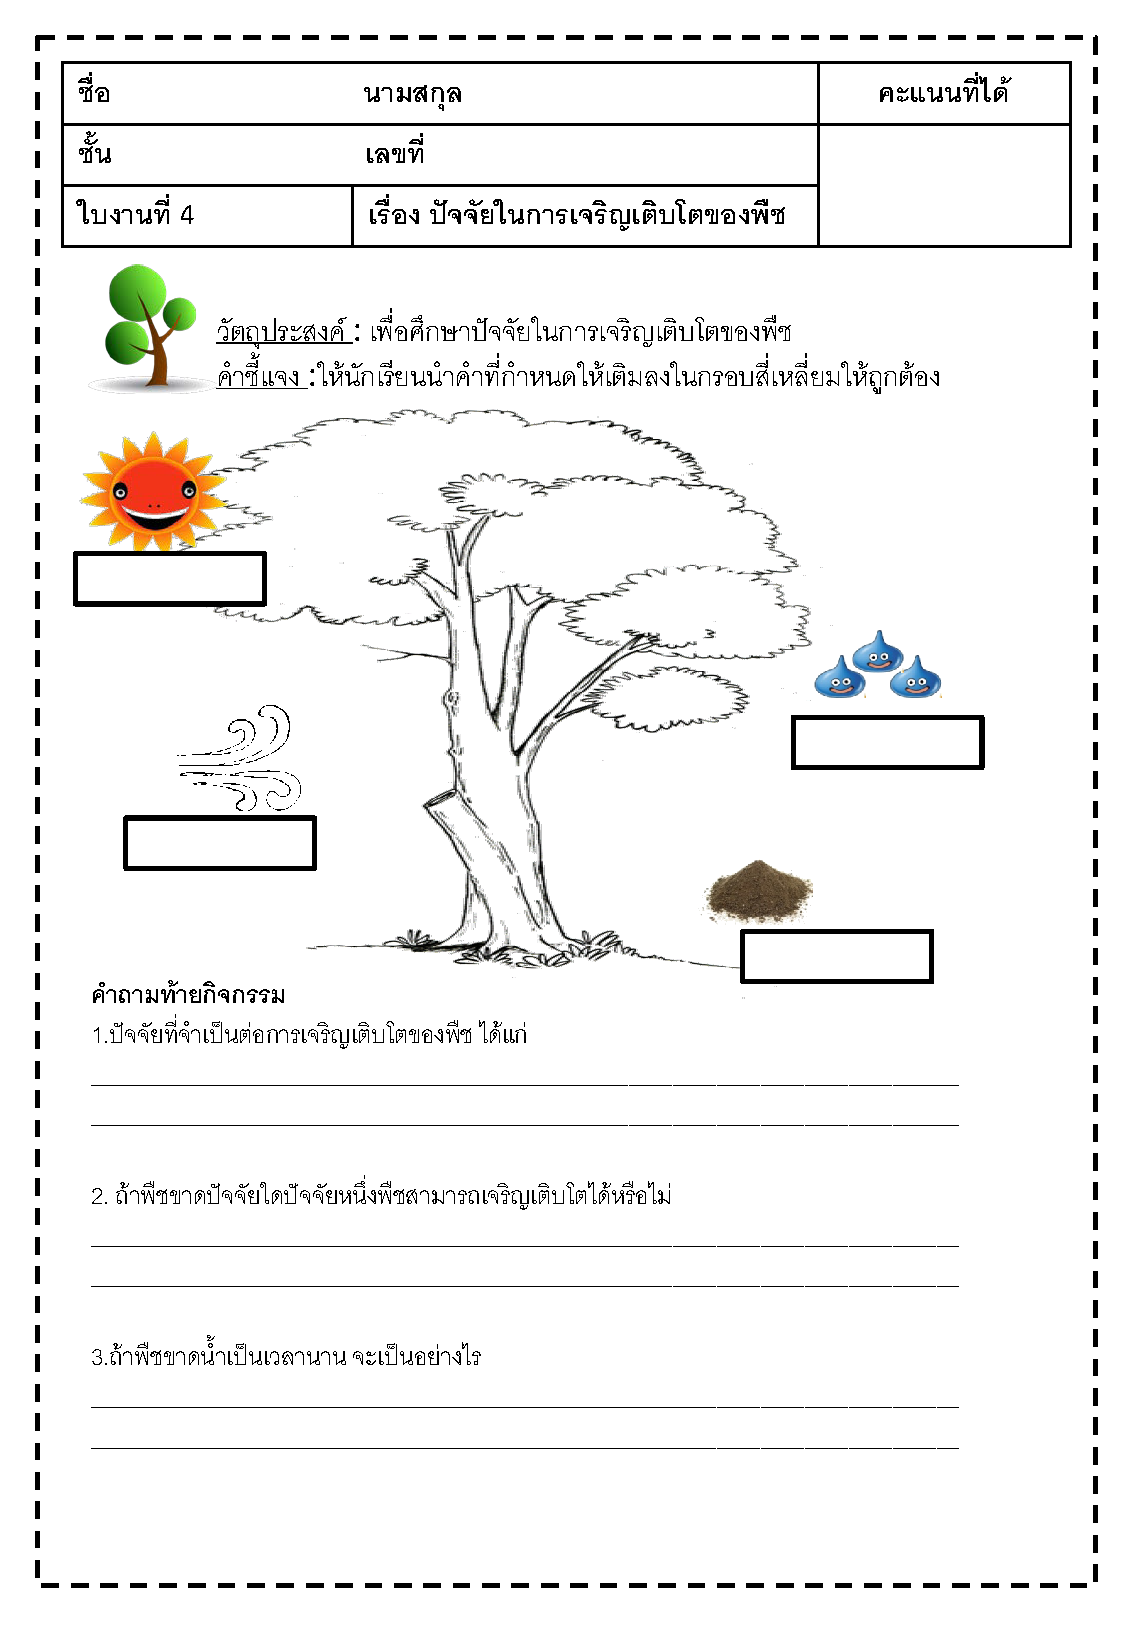 ชื่อ นามสกุล คะแนนที่ได้
ชั้น เลขที่
ใบงานที่ 4 เรื่อง ปัจจัยในการเจริญเติบโตของพืช
วัตถุประสงค์ : เพื่อศึกษาปัจจัยในการเจริญเติบโตของพืช
คำชี้แจง :ให้นักเรียนนำคำที่กำหนดให้เติมลงในกรอบสี่เหลี่ยมให้ถูกต้อง
คำถามท้ายกิจกรรม
1.ปัจจัยที่จำเป็นต่อการเจริญเติบโตของพืช ได้แก่
2. ถ้าพืชขาดปัจจัยใดปัจจัยหนึ่งพืชสามารถเจริญเติบโตได้หรือไม่
3.ถ้าพืชขาดน้ำเป็นเวลานาน จะเป็นอย่างไร